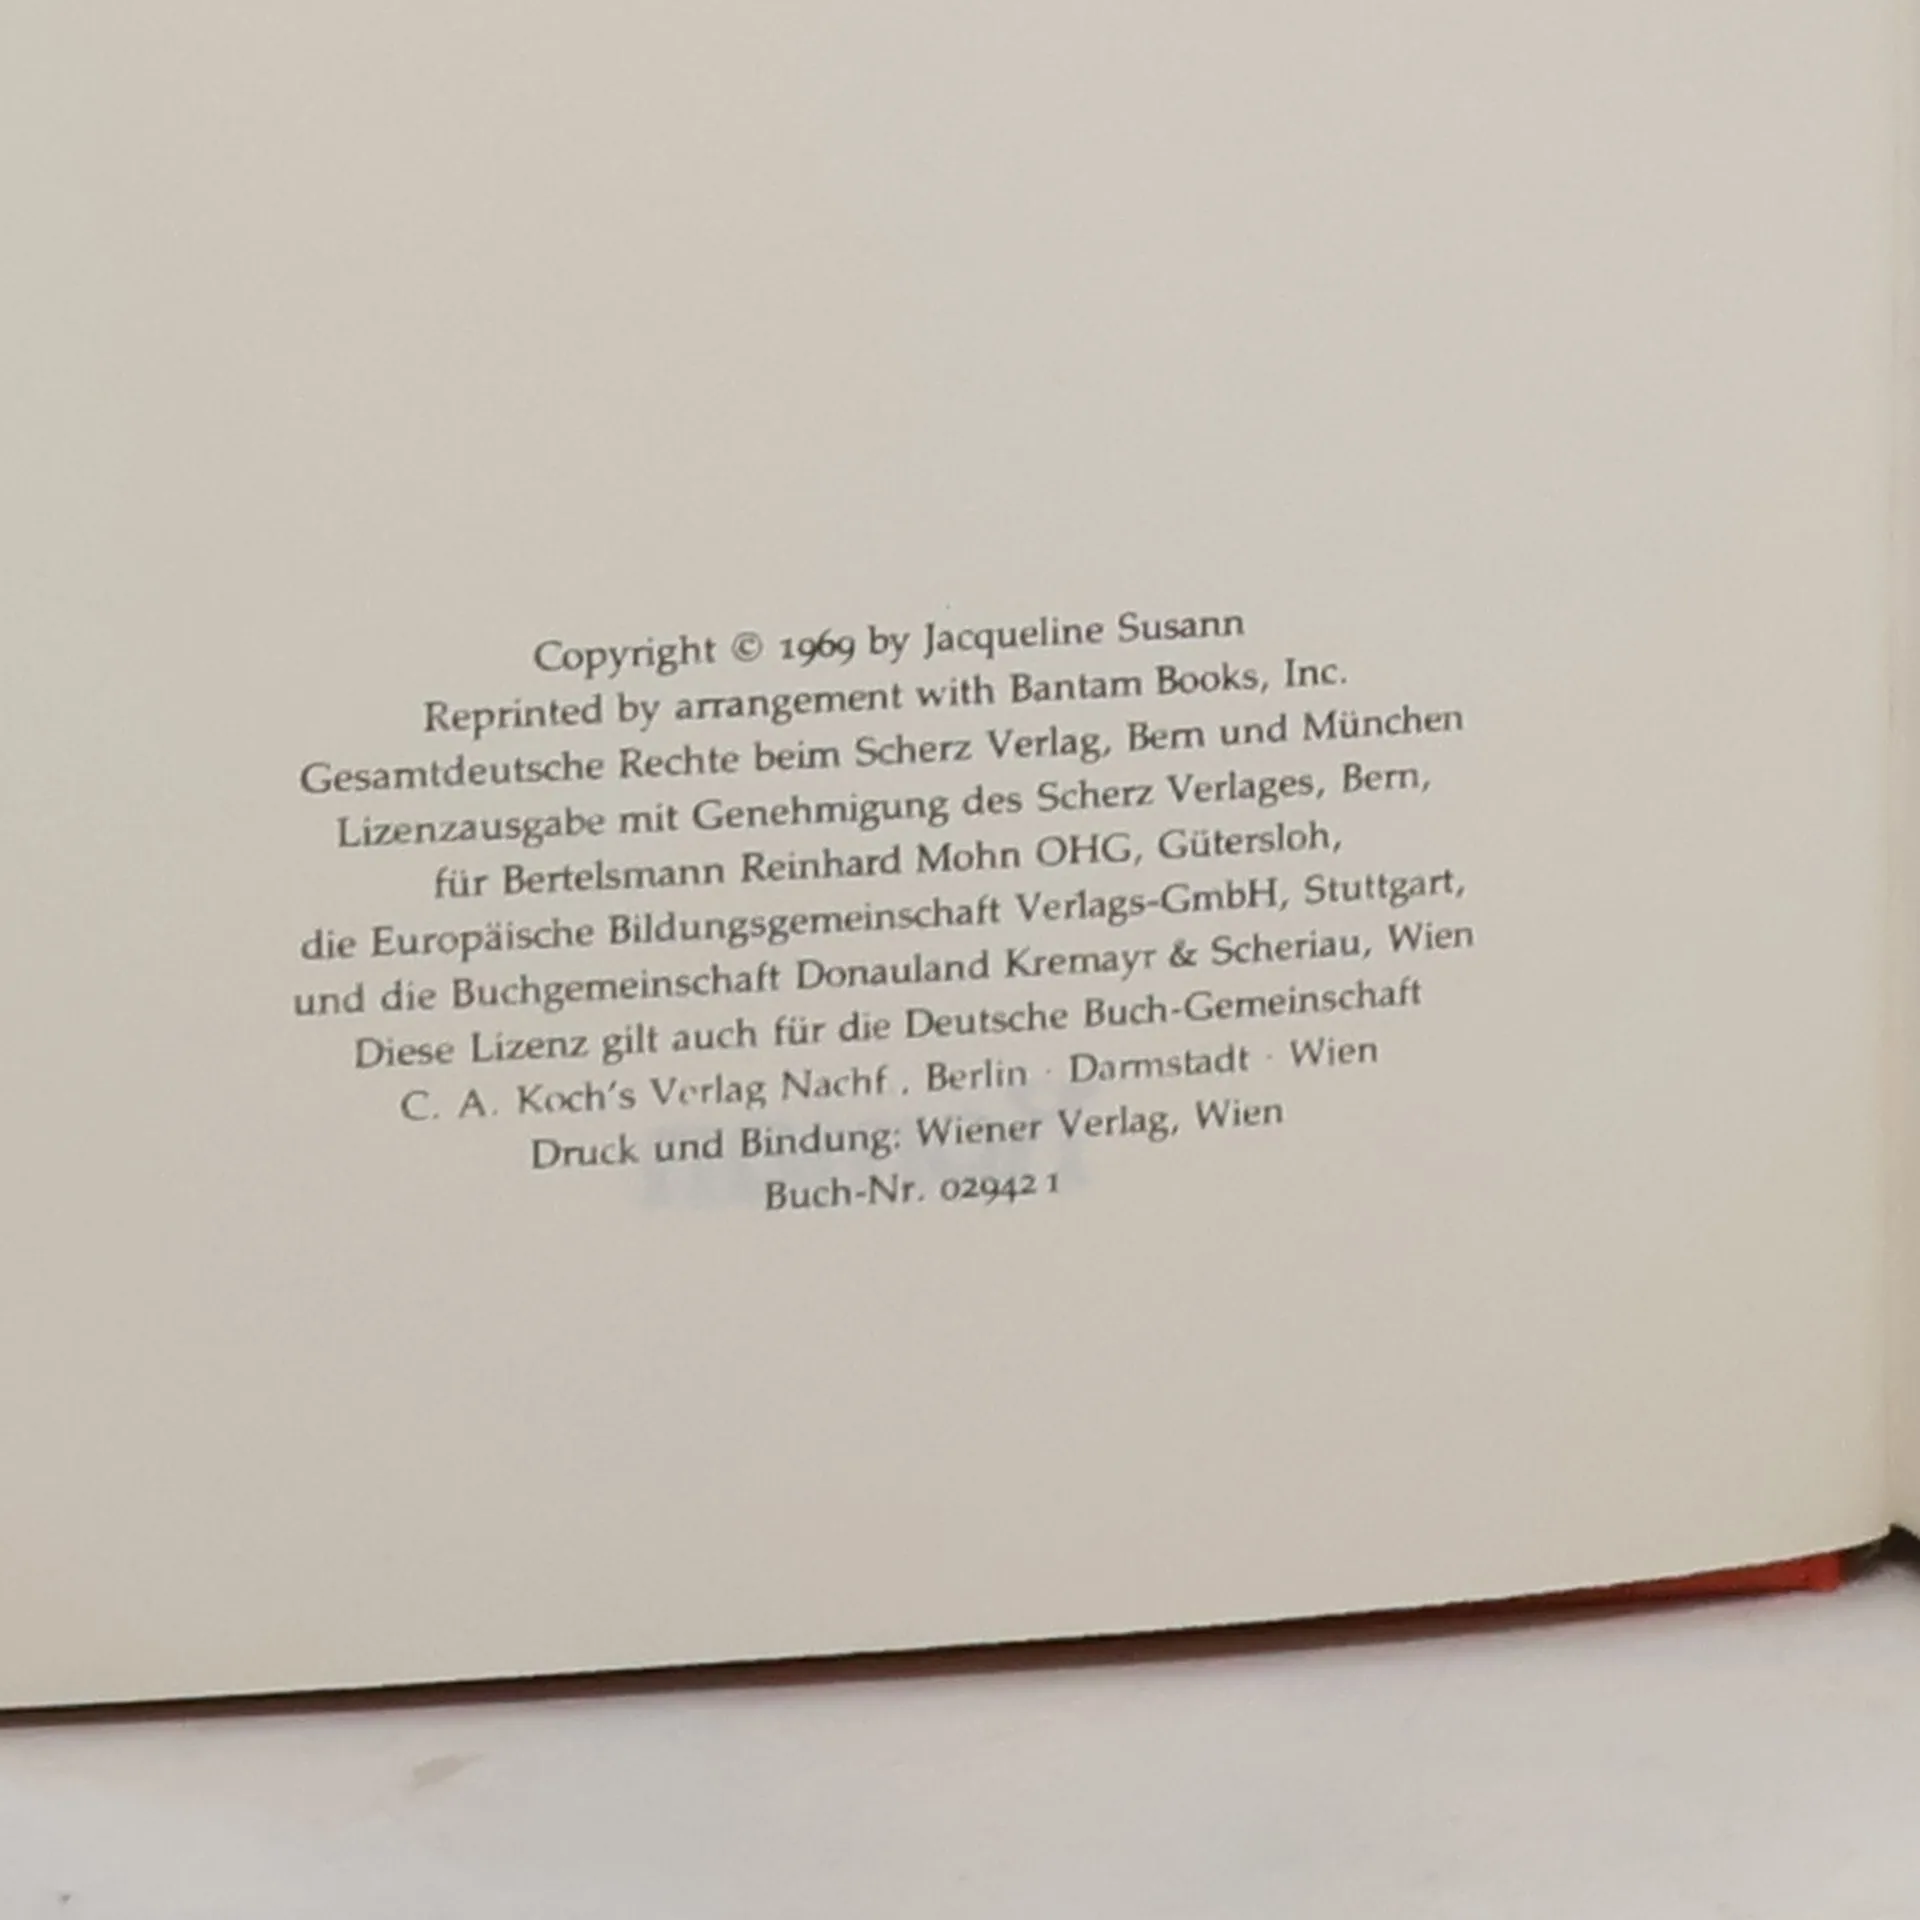 Copyright © 1969 by Jacqueline Susann
Reprinted by arrangement with Bantam Books, Inc.
Gesamtdeutsche Rechte beim Scherz Verlag, Bern und München
Lizenzausgabe mit Genehmigung des Scherz Verlages, Bern,
für Bertelsmann Reinhard Mohn OHG, Gütersloh,
die Europäische Bildungsgemeinschaft Verlags-GmbH, Stuttgart,
und die Buchgemeinschaft Donauland Kremayr & Scheriau, Wien
Diese Lizenz gilt auch für die Deutsche Buch-Gemeinschaft
C. A. Koch's Verlag Nachf., Berlin · Darmstadt · Wien
Druck und Bindung: Wiener Verlag, Wien
Buch-Nr. 02942 1